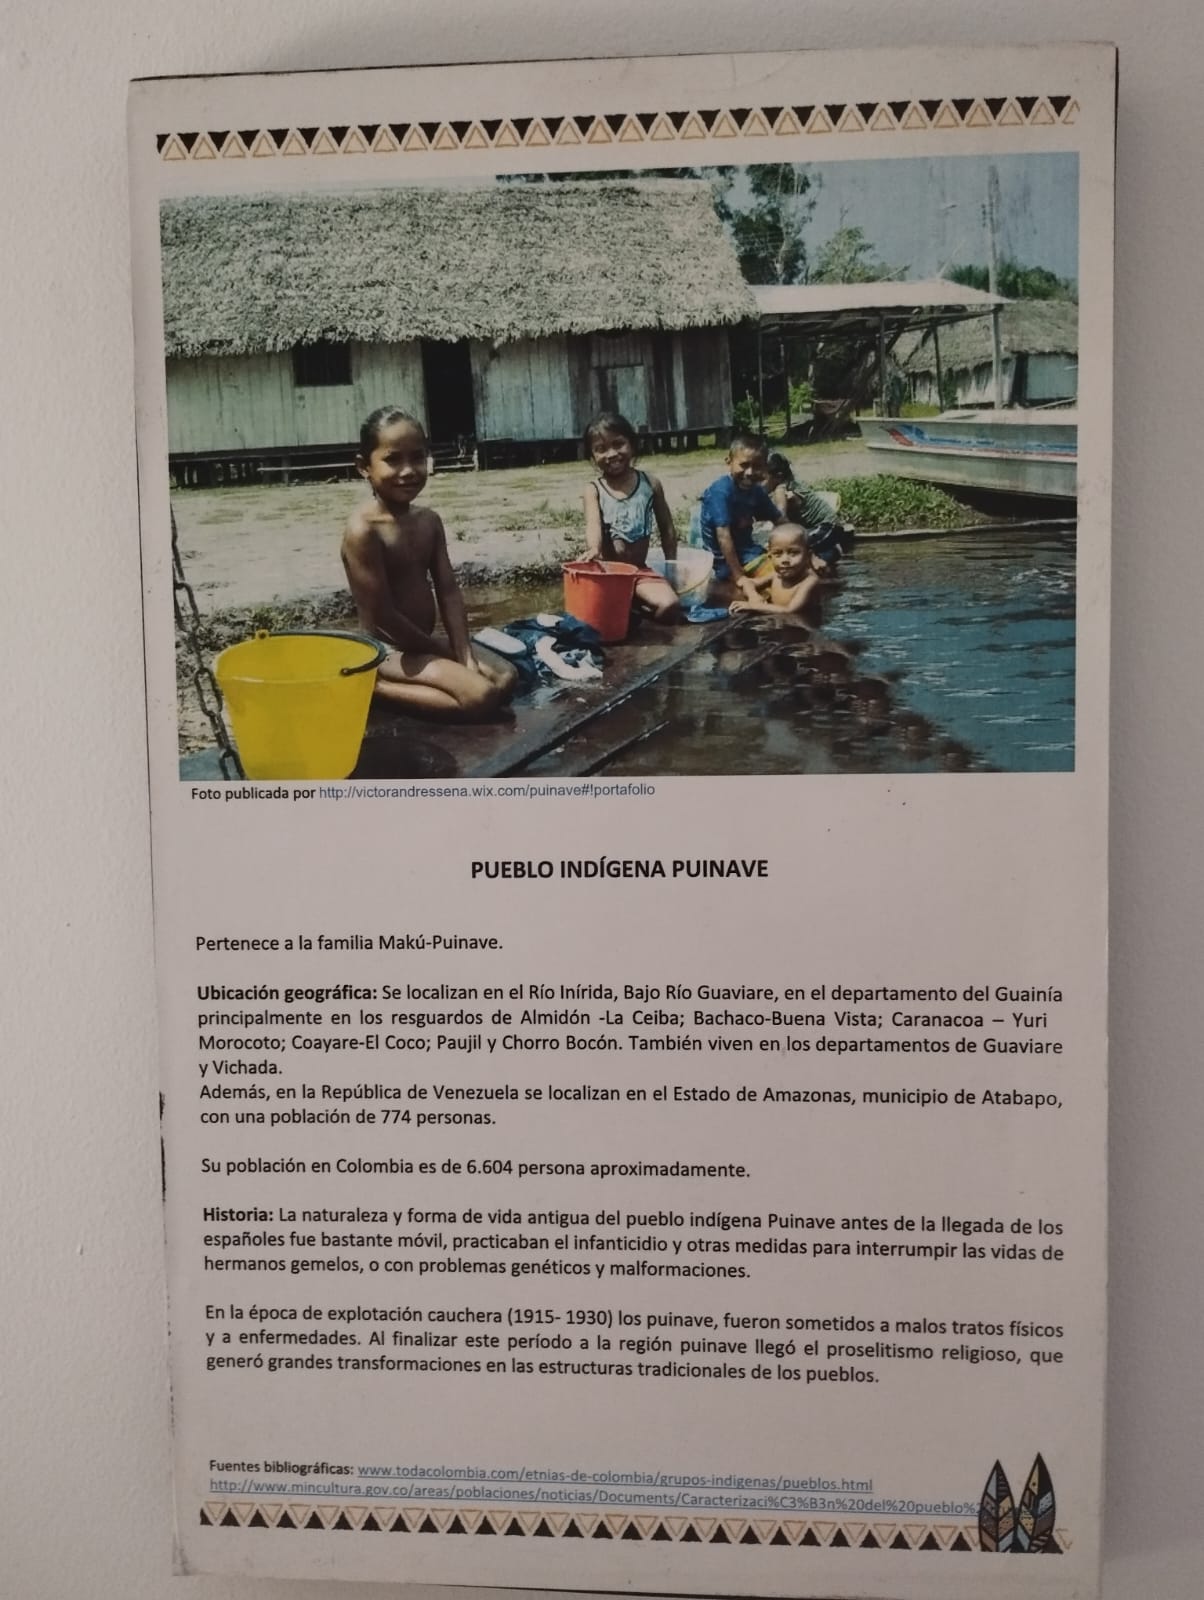 Foto publicada por http://victorandressena.wix.com/puinave#!portafolio
PUEBLO INDÍGENA PUINAVE
Pertenece a la familia Makú-Puinave.
Ubicación geográfica: Se localizan en el Río Inírida, Bajo Río Guaviare, en el departamento del Guainía
principalmente en los resguardos de Almidón -La Ceiba; Bachaco-Buena Vista; Caranacoa – Yuri
Morocoto; Coayare-El Coco; Paujil y Chorro Bocón. También viven en los departamentos de Guaviare
y Vichada.
Además, en la República de Venezuela se localizan en el Estado de Amazonas, municipio de Atabapo,
con una población de 774 personas.
Su población en Colombia es de 6.604 persona aproximadamente.
Historia: La naturaleza y forma de vida antigua del pueblo indígena Puinave antes de la llegada de los
españoles fue bastante móvil, practicaban el infanticidio y otras medidas para interrumpir las vidas de
hermanos gemelos, o con problemas genéticos y malformaciones.
En la época de explotación cauchera (1915- 1930) los puinave, fueron sometidos a malos tratos físicos
y a enfermedades. Al finalizar este período a la región puinave llegó el proselitismo religioso, que
generó grandes transformaciones en las estructuras tradicionales de los pueblos.
Fuentes bibliográficas: www.todacolombia.com/etnias-de-colombia/grupos-indigenas/pueblos.html
http://www.mincultura.gov.co/areas/poblaciones/noticias/Documents/Caracterizaci%C3%B3n%20del%20pueblo%